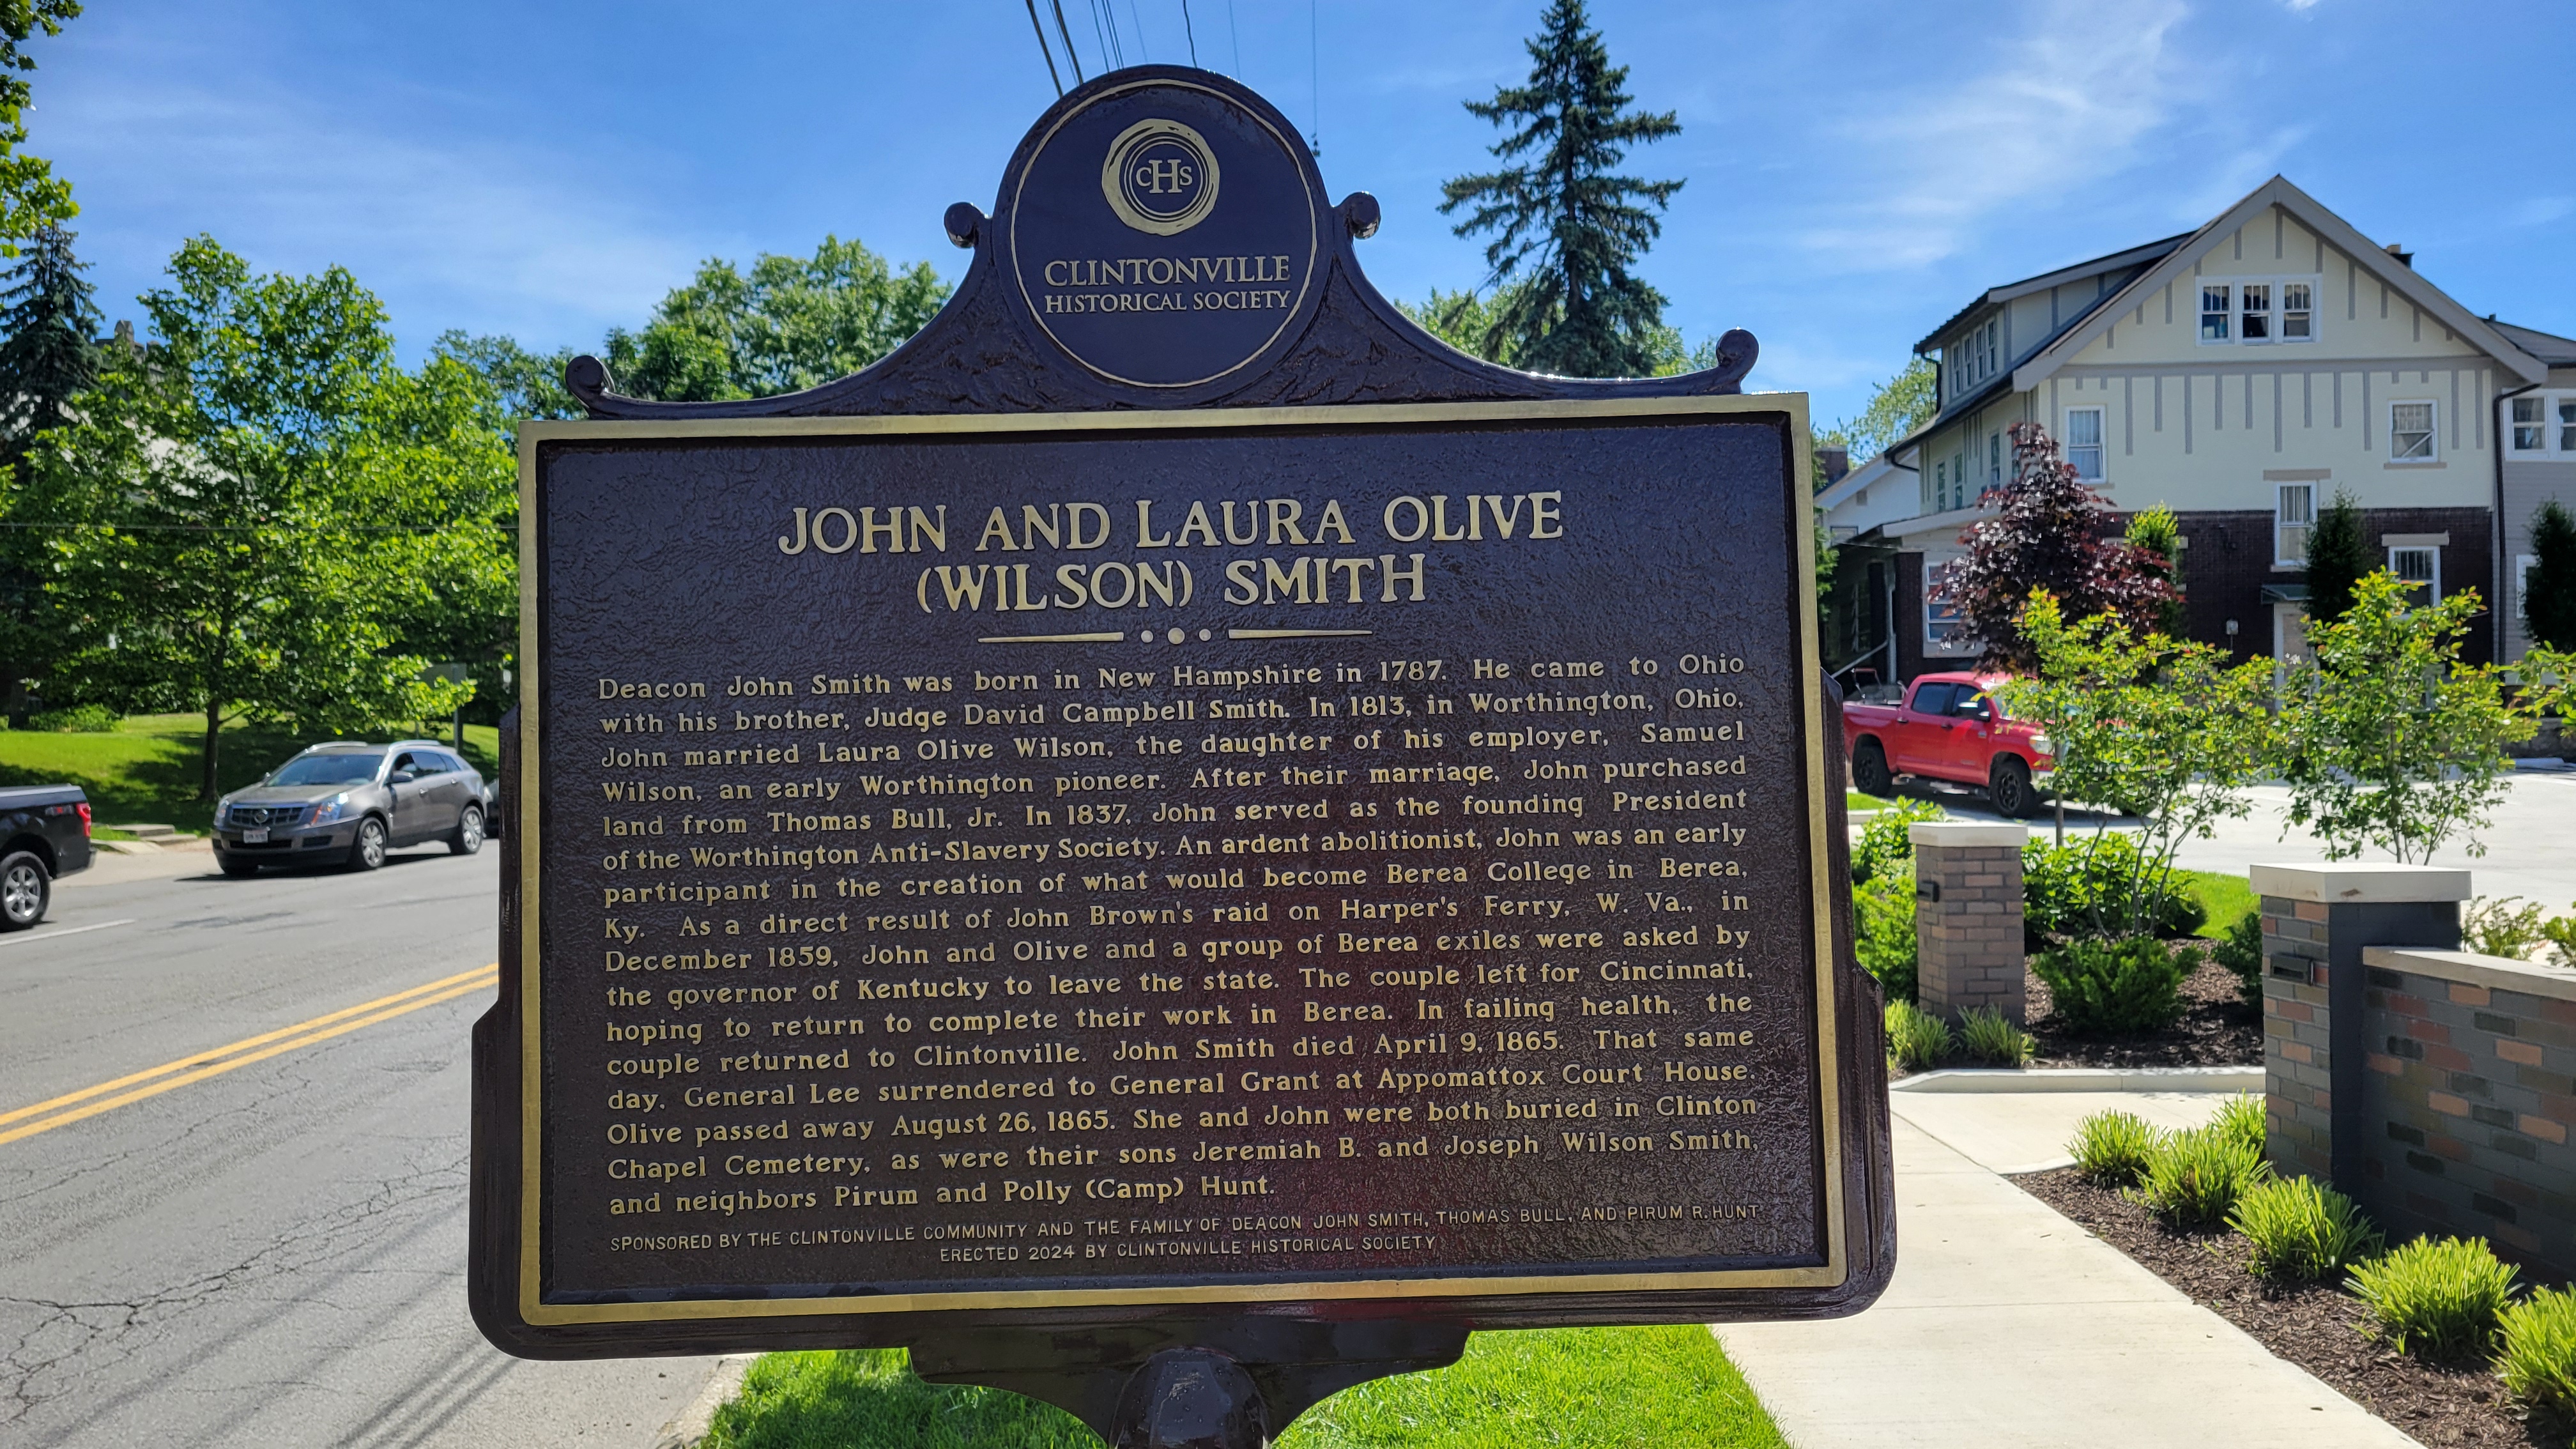 CHS
CLINTONVILLE
HISTORICAL SOCIETY
JOHN AND LAURA OLIVE
(WILSON) SMITH
Deacon John Smith was born in New Hampshire in 1787. He came to Ohio
with his brother, Judge David Campbell Smith. In 1813, in Worthington, Ohio,
John married Laura Olive Wilson, the daughter of his employer, Samuel
Wilson, an early Worthington pioneer. After their marriage, John purchased
land from Thomas Bull, Jr. In 1837, John served as the founding President
of the Worthington Anti-Slavery Society. An ardent abolitionist, John was an early
participant in the creation of what would become Berea College in Berea,
Ky. As a direct result of John Brown's raid on Harper's Ferry, W. Va., in
December 1859, John and Olive and a group of Berea exiles were asked by
the governor of Kentucky to leave the state. The couple left for Cincinnati,
hoping to return to complete their work in Berea. In failing health, the
couple returned to Clintonville. John Smith died April 9, 1865. That same
day, General Lee surrendered to General Grant at Appomattox Court House.
Olive passed away August 26, 1865. She and John were both buried in Clinton
Chapel Cemetery, as were their sons Jeremiah B. and Joseph Wilson Smith,
and neighbors Pirum and Polly (Camp) Hunt.
SPONSORED BY THE CLINTONVILLE COMMUNITY AND THE FAMILY OF DEACON JOHN SMITH, THOMAS BULL, AND PIRUM R. HUNT
ERECTED 2024 BY CLINTONVILLE HISTORICAL SOCIETY